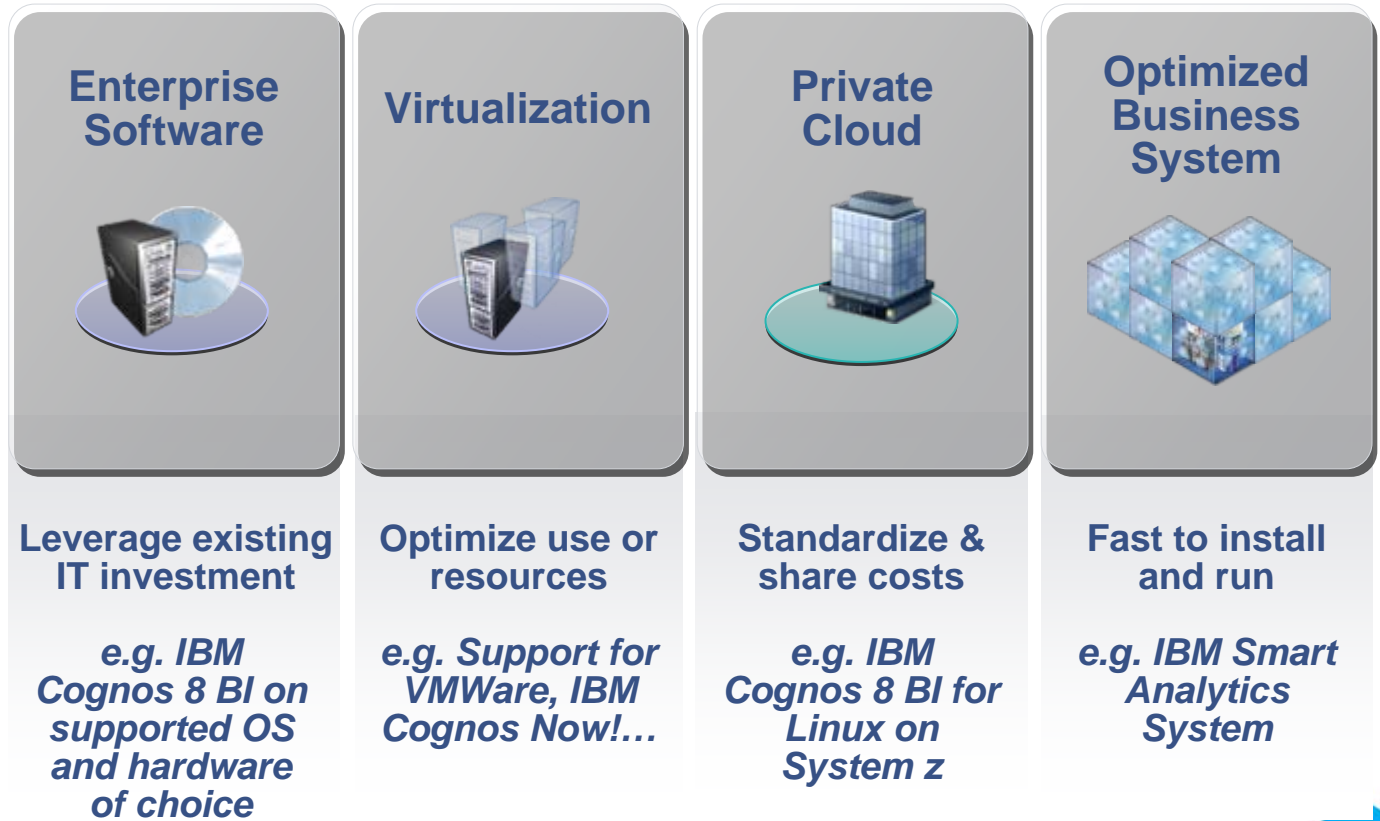 Enterprise
Software
Leverage existing
IT investment
e.g. IBM
Cognos 8 BI on
supported OS
and hardware
of choice
Virtualization
Optimize use or
resources
e.g. Support for
VMWare, IBM
Cognos Now!…
Private
Cloud
Standardize &
share costs
e.g. IBM
Cognos 8 BI for
Linux on
System z
Optimized
Business
System
Fast to install
and run
e.g. IBM Smart
Analytics
System